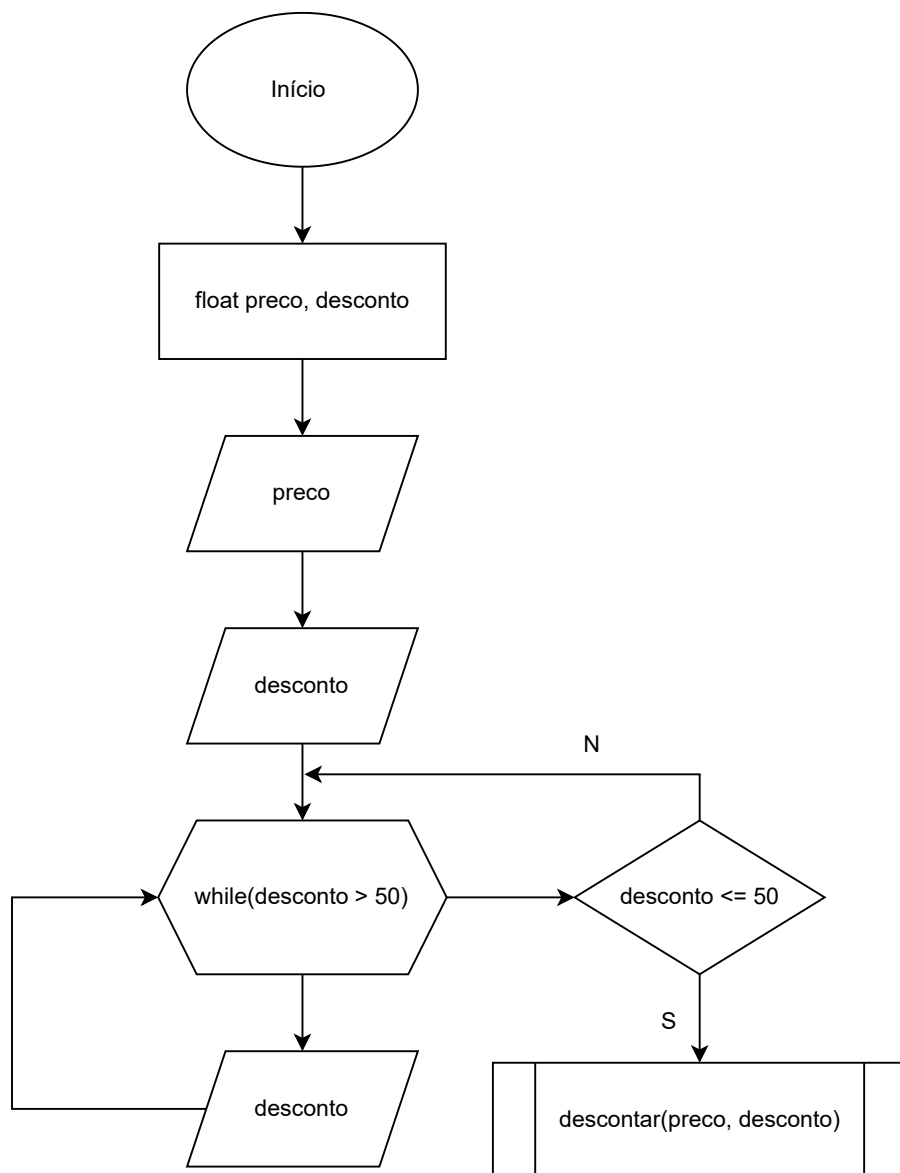 Início
float preco, desconto
preco
desconto
N
while(desconto > 50)
desconto <= 50
S
desconto
descontar(preco, desconto)